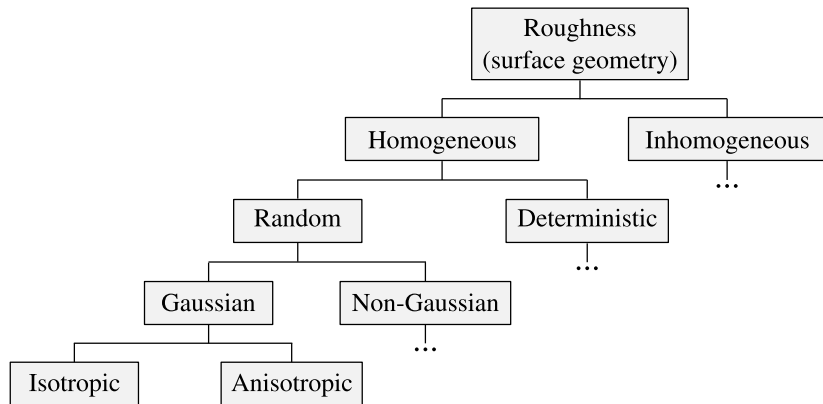 Roughness
(surface geometry)
Homogeneous
Inhomogeneous
...
Random
Deterministic
...
Gaussian
Non-Gaussian
...
Isotropic
Anisotropic